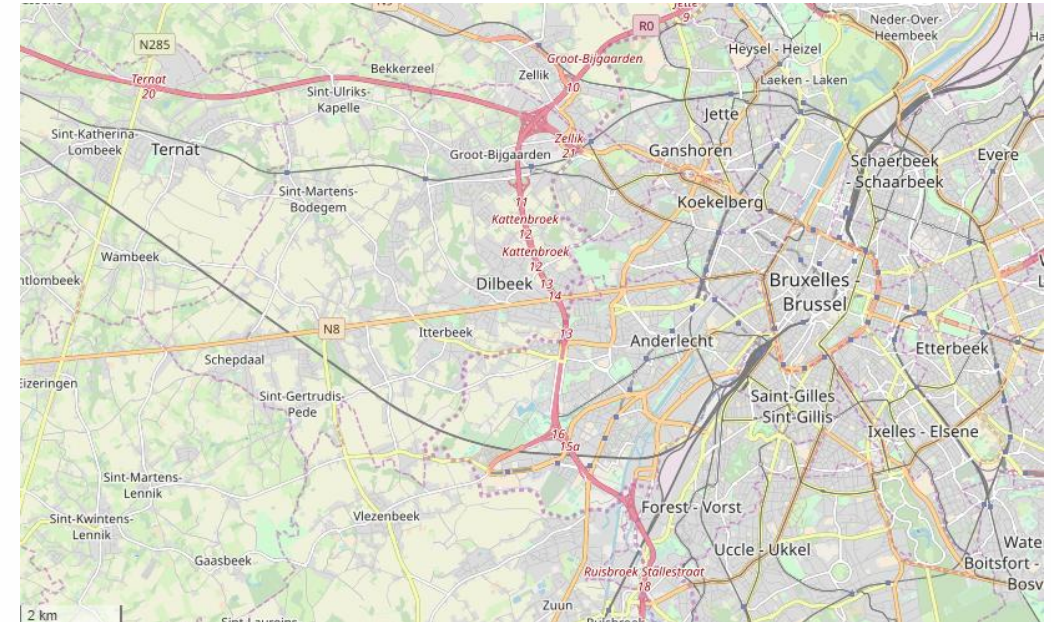 Jette
9
R0
Neder-Over-
Heembeek
N285
Heysel - Heizel
Groot-Bijgaarden
10
Bekkerzeel
Zellik
Laeken - Laken
Ternat
20
Sint-Ulriks-
Kapelle
Jette
Sint-Katherina-
Lombeek
Ternat
Zellik
21
Groot-Bijgaarden
Ganshoren
Schaerbeek
- Schaarbeek
Evere
Sint-Martens-
Bodegem
11
Koekelberg
Kattenbroek
12
Wambeek
Kattenbroek
12
Dilbeek
13
14
Bruxelles -
Brussel
N8
Itterbeek
13
Anderlecht
Etterbeek
Schepdaal
Eizeringen
Sint-Gertrudis-
Pede
Saint-Gilles
- Sint-Gillis
16
15a
Ixelles - Elsene
Sint-Martens-
Lennik
Sint-Kwintens-
Lennik
Vlezenbeek
Forest - Vorst
Gaasbeek
Uccle - Ukkel
Ruisbroek Stallestraat
18
Zuun
2 km